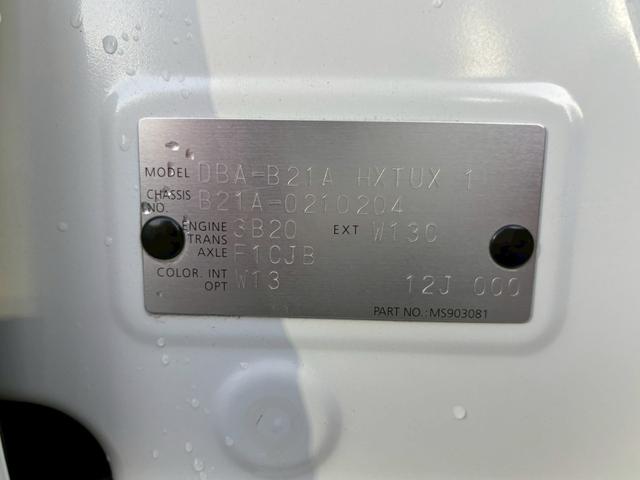 MODEL DBA-B21A HXTUX 1
CHASSIS NO. B21A-0210204
ENGINE 3B20 EXT W13C
TRANS AXLE F1CJB
COLOR. INT OPT W13 12J 000
PART NO.:MS903081